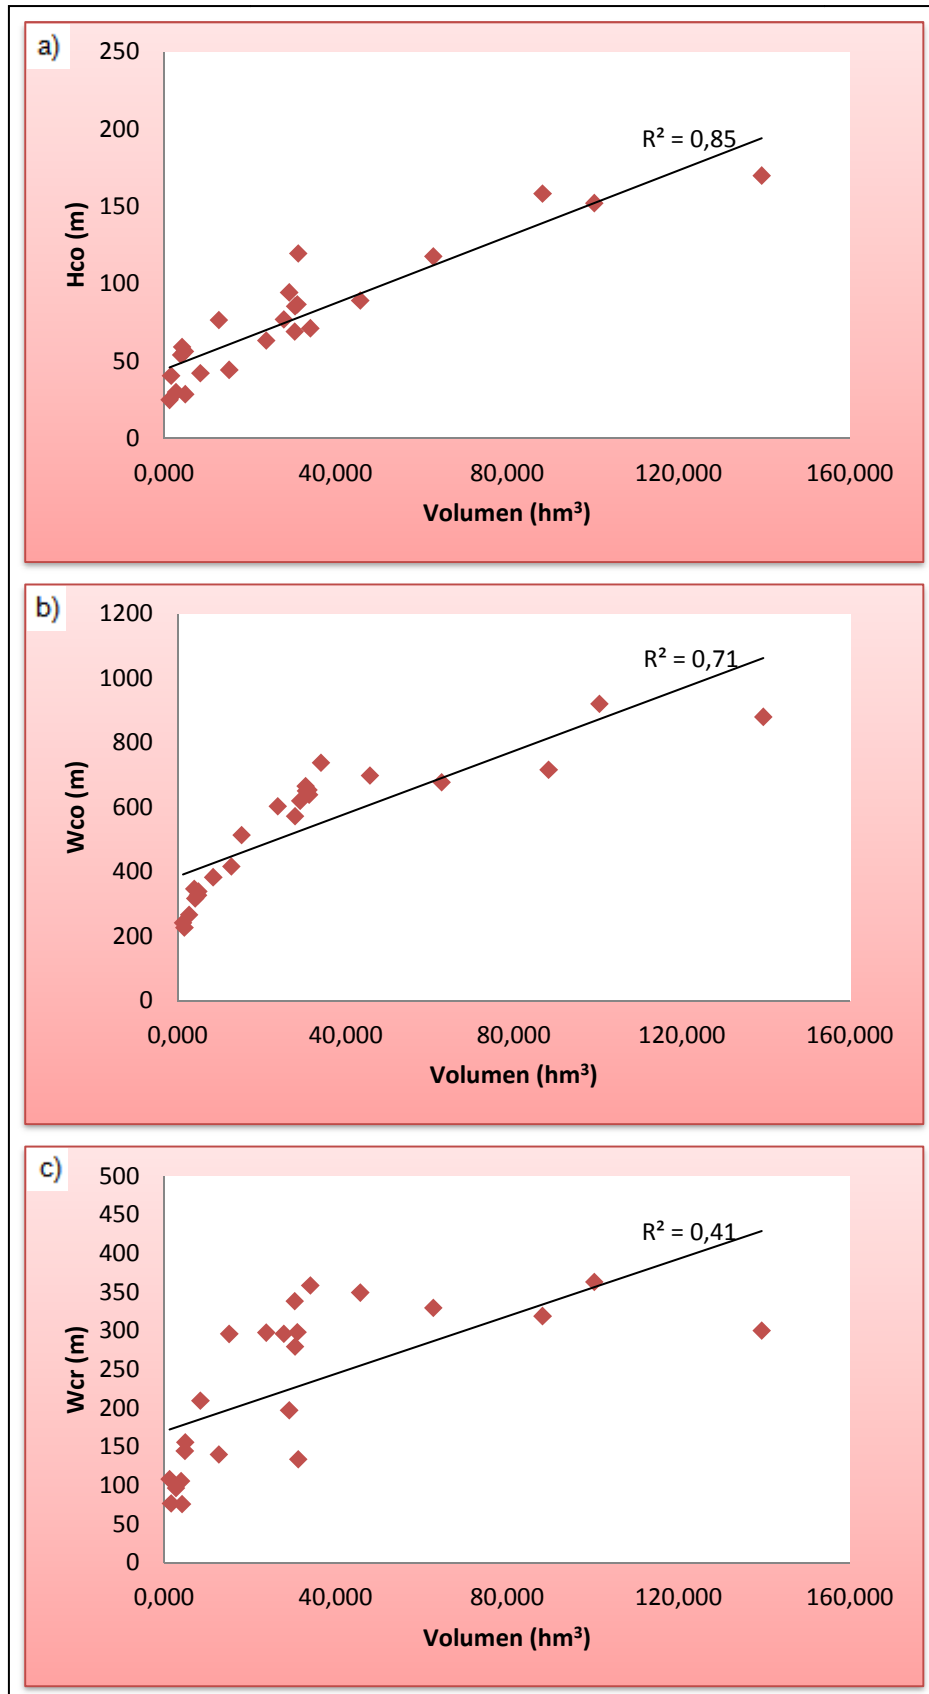 a)
250
200
150
100
50
0
Hco (m)
R² = 0,85
0,000 40,000 80,000 120,000 160,000
Volumen (hm³)
b)
1200
1000
800
600
400
200
0
Wco (m)
R² = 0,71
0,000 40,000 80,000 120,000 160,000
Volumen (hm³)
c)
500
450
400
350
300
250
200
150
100
50
0
Wcr (m)
R² = 0,41
0,000 40,000 80,000 120,000 160,000
Volumen (hm³)